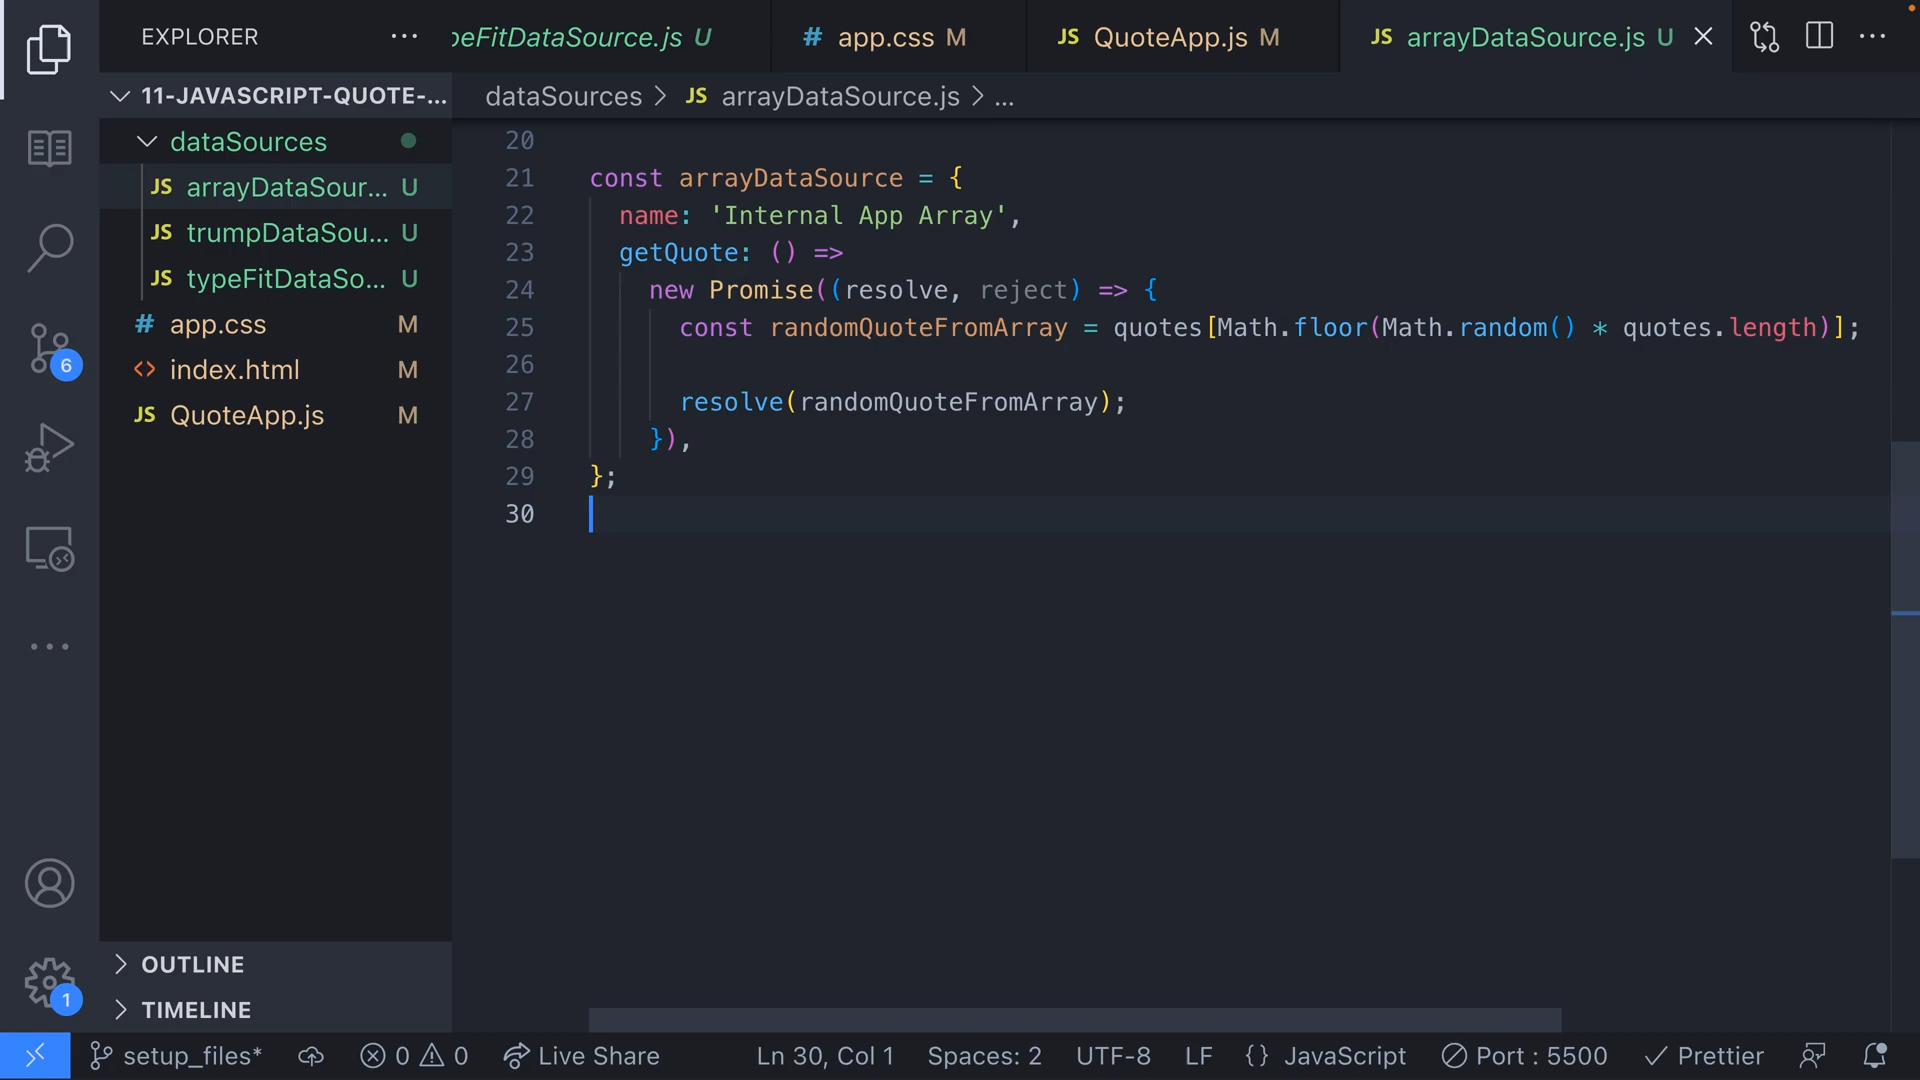 EXPLORER
peFitDataSource.js U
# app.css M
JS QuoteApp.js M
JS arrayDataSource.js U
11-JAVASCRIPT-QUOTE-...
dataSources > JS arrayDataSource.js > ...
dataSources
JS arrayDataSour... U
JS trumpDataSou... U
JS typeFitDataSo... U
# app.css M
<> index.html M
JS QuoteApp.js M
6
1
20
21 const arrayDataSource = {
22 name: 'Internal App Array',
23 getQuote: () =>
24 new Promise((resolve, reject) => {
25 const randomQuoteFromArray = quotes[Math.floor(Math.random() * quotes.length)];
26
27 resolve(randomQuoteFromArray);
28 }),
29 };
30
OUTLINE
TIMELINE
setup_files* 0 0 Live Share Ln 30, Col 1 Spaces: 2 UTF-8 LF {} JavaScript Port : 5500 Prettier